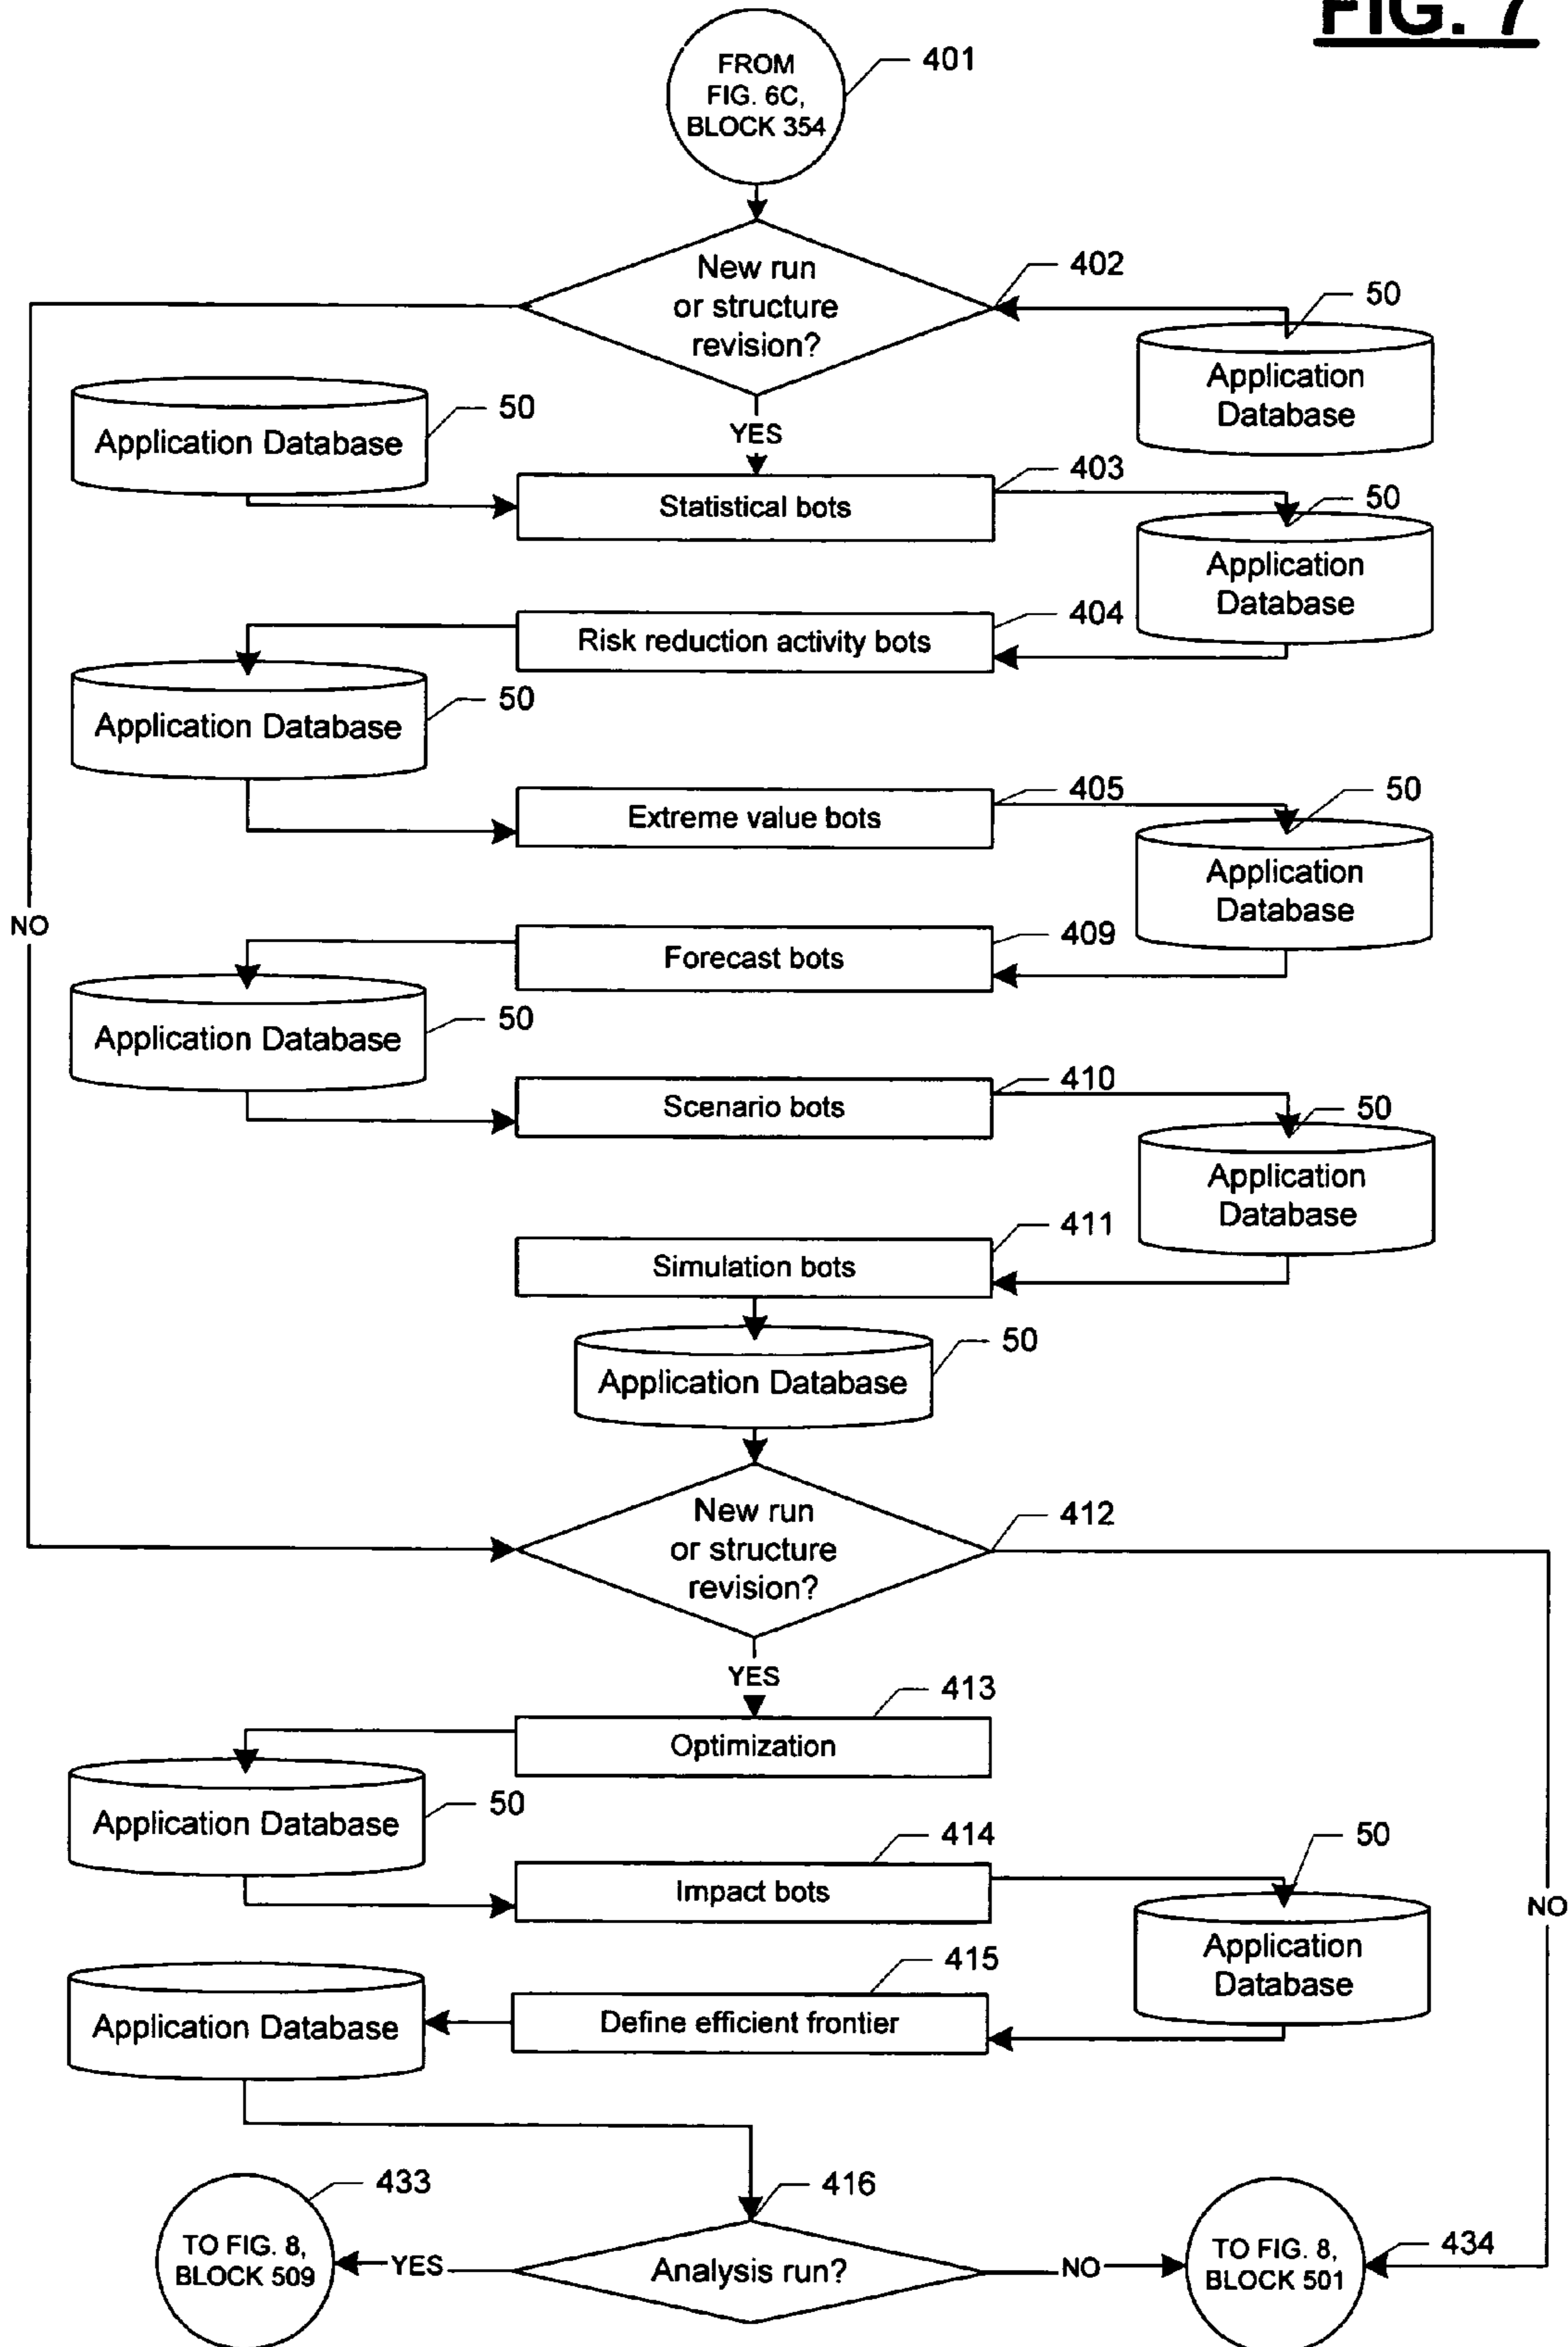 FIG. 7
FROM
FIG. 6C,
BLOCK 354
401
New run
or structure
revision?
402
50
Application
Database
Application Database
50
YES
Statistical bots
403
50
Application
Database
Risk reduction activity bots
404
Application Database
50
Extreme value bots
405
50
Application
Database
NO
Forecast bots
409
Application Database
50
Scenario bots
410
50
Application
Database
Simulation bots
411
Application Database
50
New run
or structure
revision?
412
YES
Optimization
413
Application Database
50
Impact bots
414
50
Application
Database
NO
Define efficient frontier
415
Application Database
Analysis run?
416
YES
TO FIG. 8,
BLOCK 509
433
NO
TO FIG. 8,
BLOCK 501
434